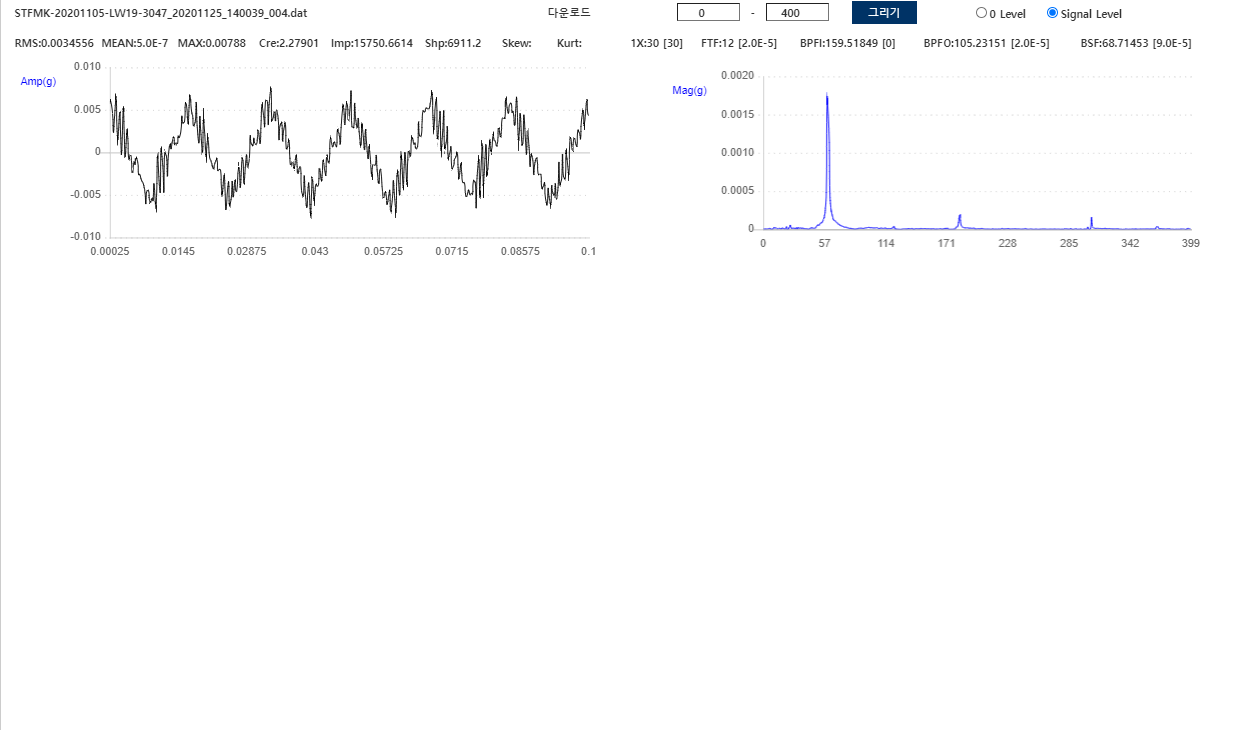 STFMK-20201105-LW19-3047_20201125_140039_004.dat 다운로드 0 - 400 그리기 0 Level Signal Level
RMS:0.0034556 MEAN:5.0E-7 MAX:0.00788 Cre:2.27901 Imp:15750.6614 Shp:6911.2 Skew: Kurt: 1X:30 [30] FTF:12 [2.0E-5] BPFI:159.51849 [0] BPFO:105.23151 [2.0E-5] BSF:68.71453 [9.0E-5]
Amp(g)
0.010
0.005
0
-0.005
-0.010
0.00025 0.0145 0.02875 0.043 0.05725 0.0715 0.08575 0.1
Mag(g)
0.0020
0.0015
0.0010
0.0005
0
0 57 114 171 228 285 342 399